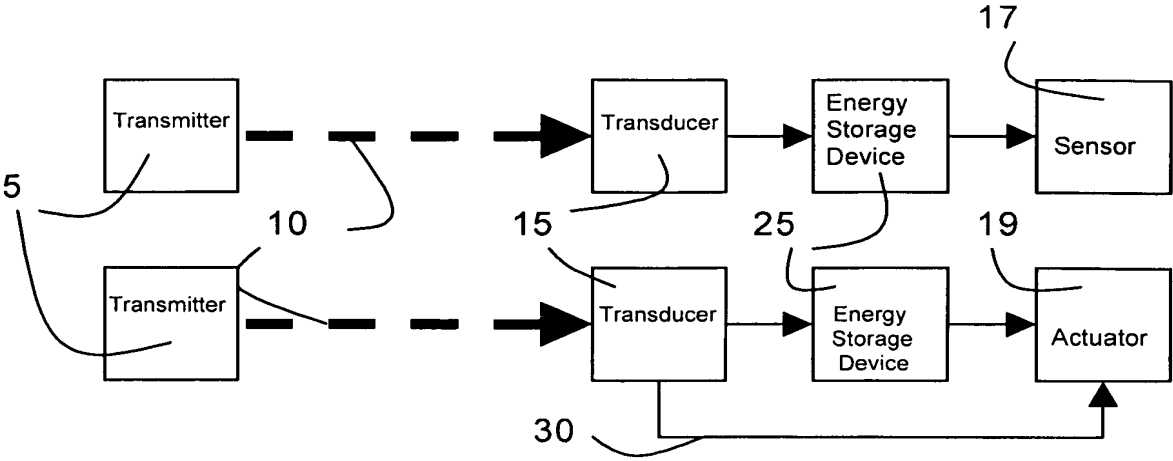 17
Transmitter
Transducer
Energy
Storage
Device
Sensor
5
10
15
25
19
Transmitter
Transducer
Energy
Storage
Device
Actuator
30